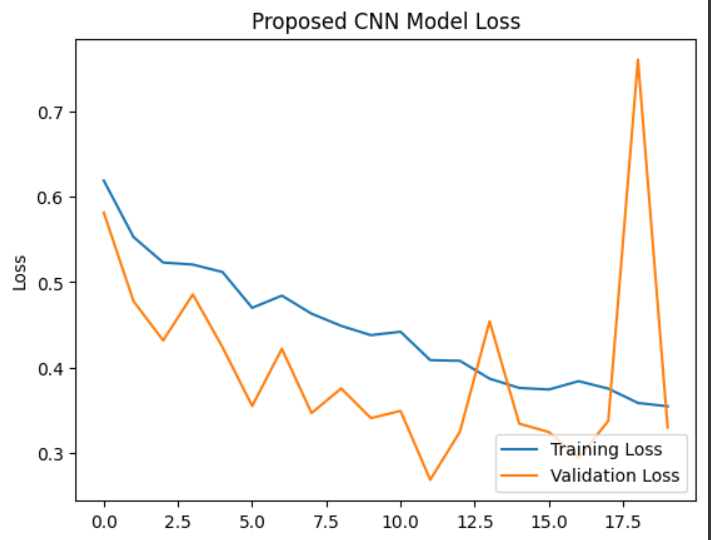 Proposed CNN Model Loss
0.7
0.6
0.5
0.4
0.3
Loss
Training Loss
Validation Loss
0.0 2.5 5.0 7.5 10.0 12.5 15.0 17.5